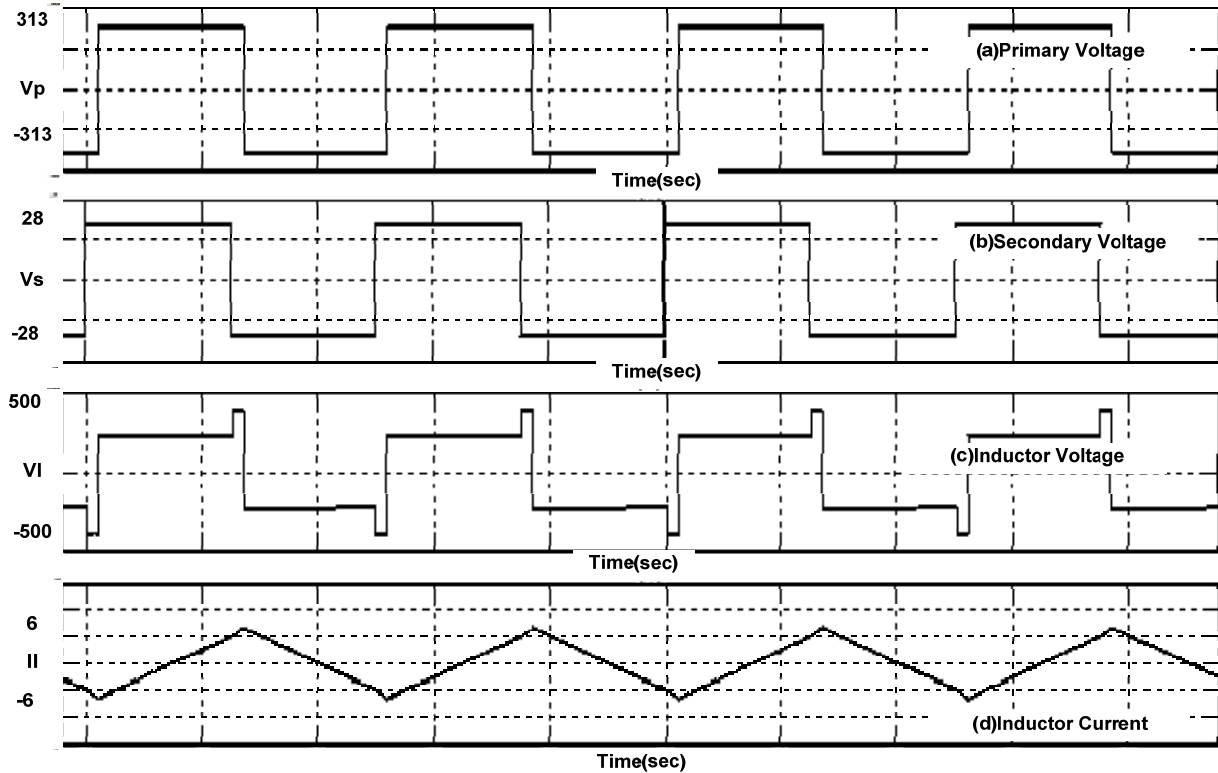 313
(a)Primary Voltage
Vp
-313
Time(sec)
28
(b)Secondary Voltage
Vs
-28
Time(sec)
500
(c)Inductor Voltage
Vl
-500
Time(sec)
6
Il
-6
(d)Inductor Current
Time(sec)